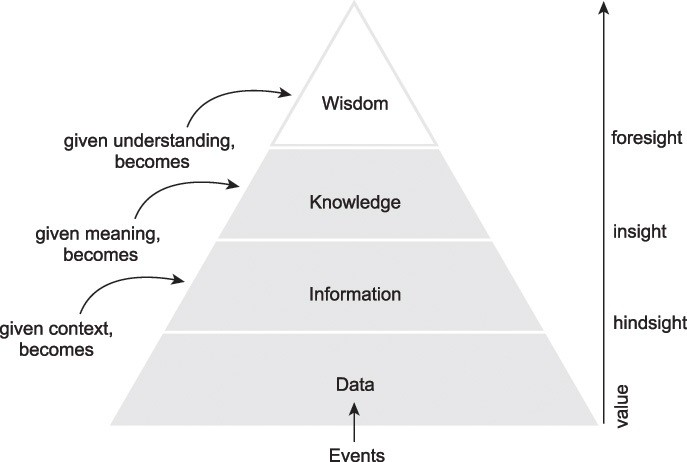 Wisdom
given understanding,
becomes
foresight
Knowledge
given meaning,
becomes
insight
Information
given context,
becomes
hindsight
Data
value
Events